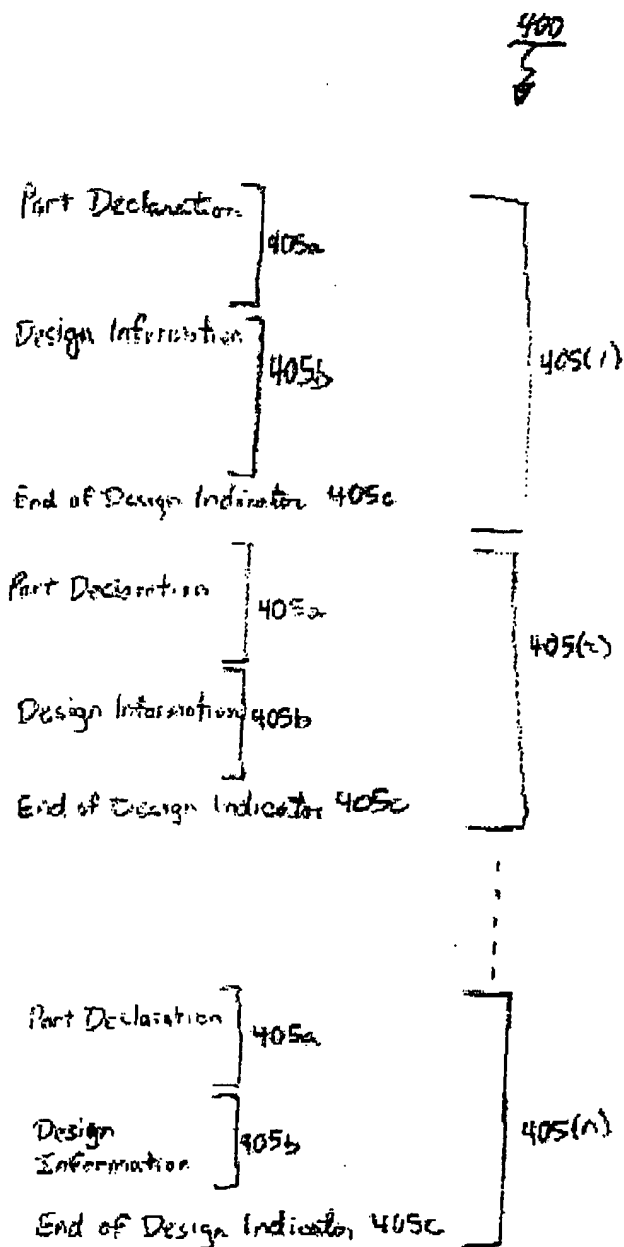 400
Part Declaration
405a
Design Information
405b
405(1)
End of Design Indicator 405c
Part Declaration
405a
405(2)
Design Information
405b
End of Design Indicator 405c
Part Declaration
405a
Design
Information
405b
405(n)
End of Design Indicator 405c